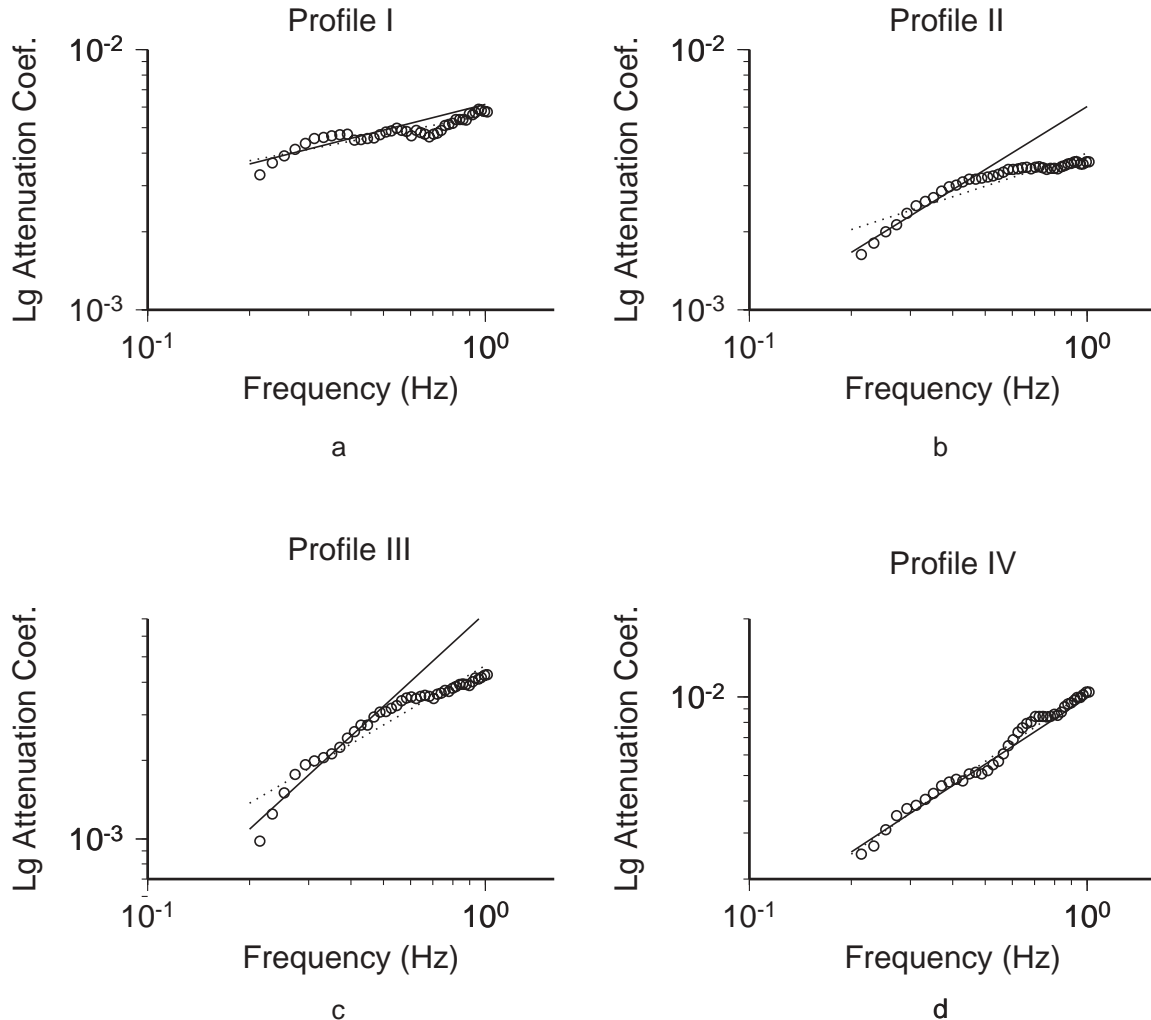 Profile I
Lg Attenuation Coef.
10-2
10-3
10-1
100
Frequency (Hz)
a
Profile II
Lg Attenuation Coef.
10-2
10-3
10-1
100
Frequency (Hz)
b
Profile III
Lg Attenuation Coef.
10-3
10-1
100
Frequency (Hz)
c
Profile IV
Lg Attenuation Coef.
10-2
10-1
100
Frequency (Hz)
d